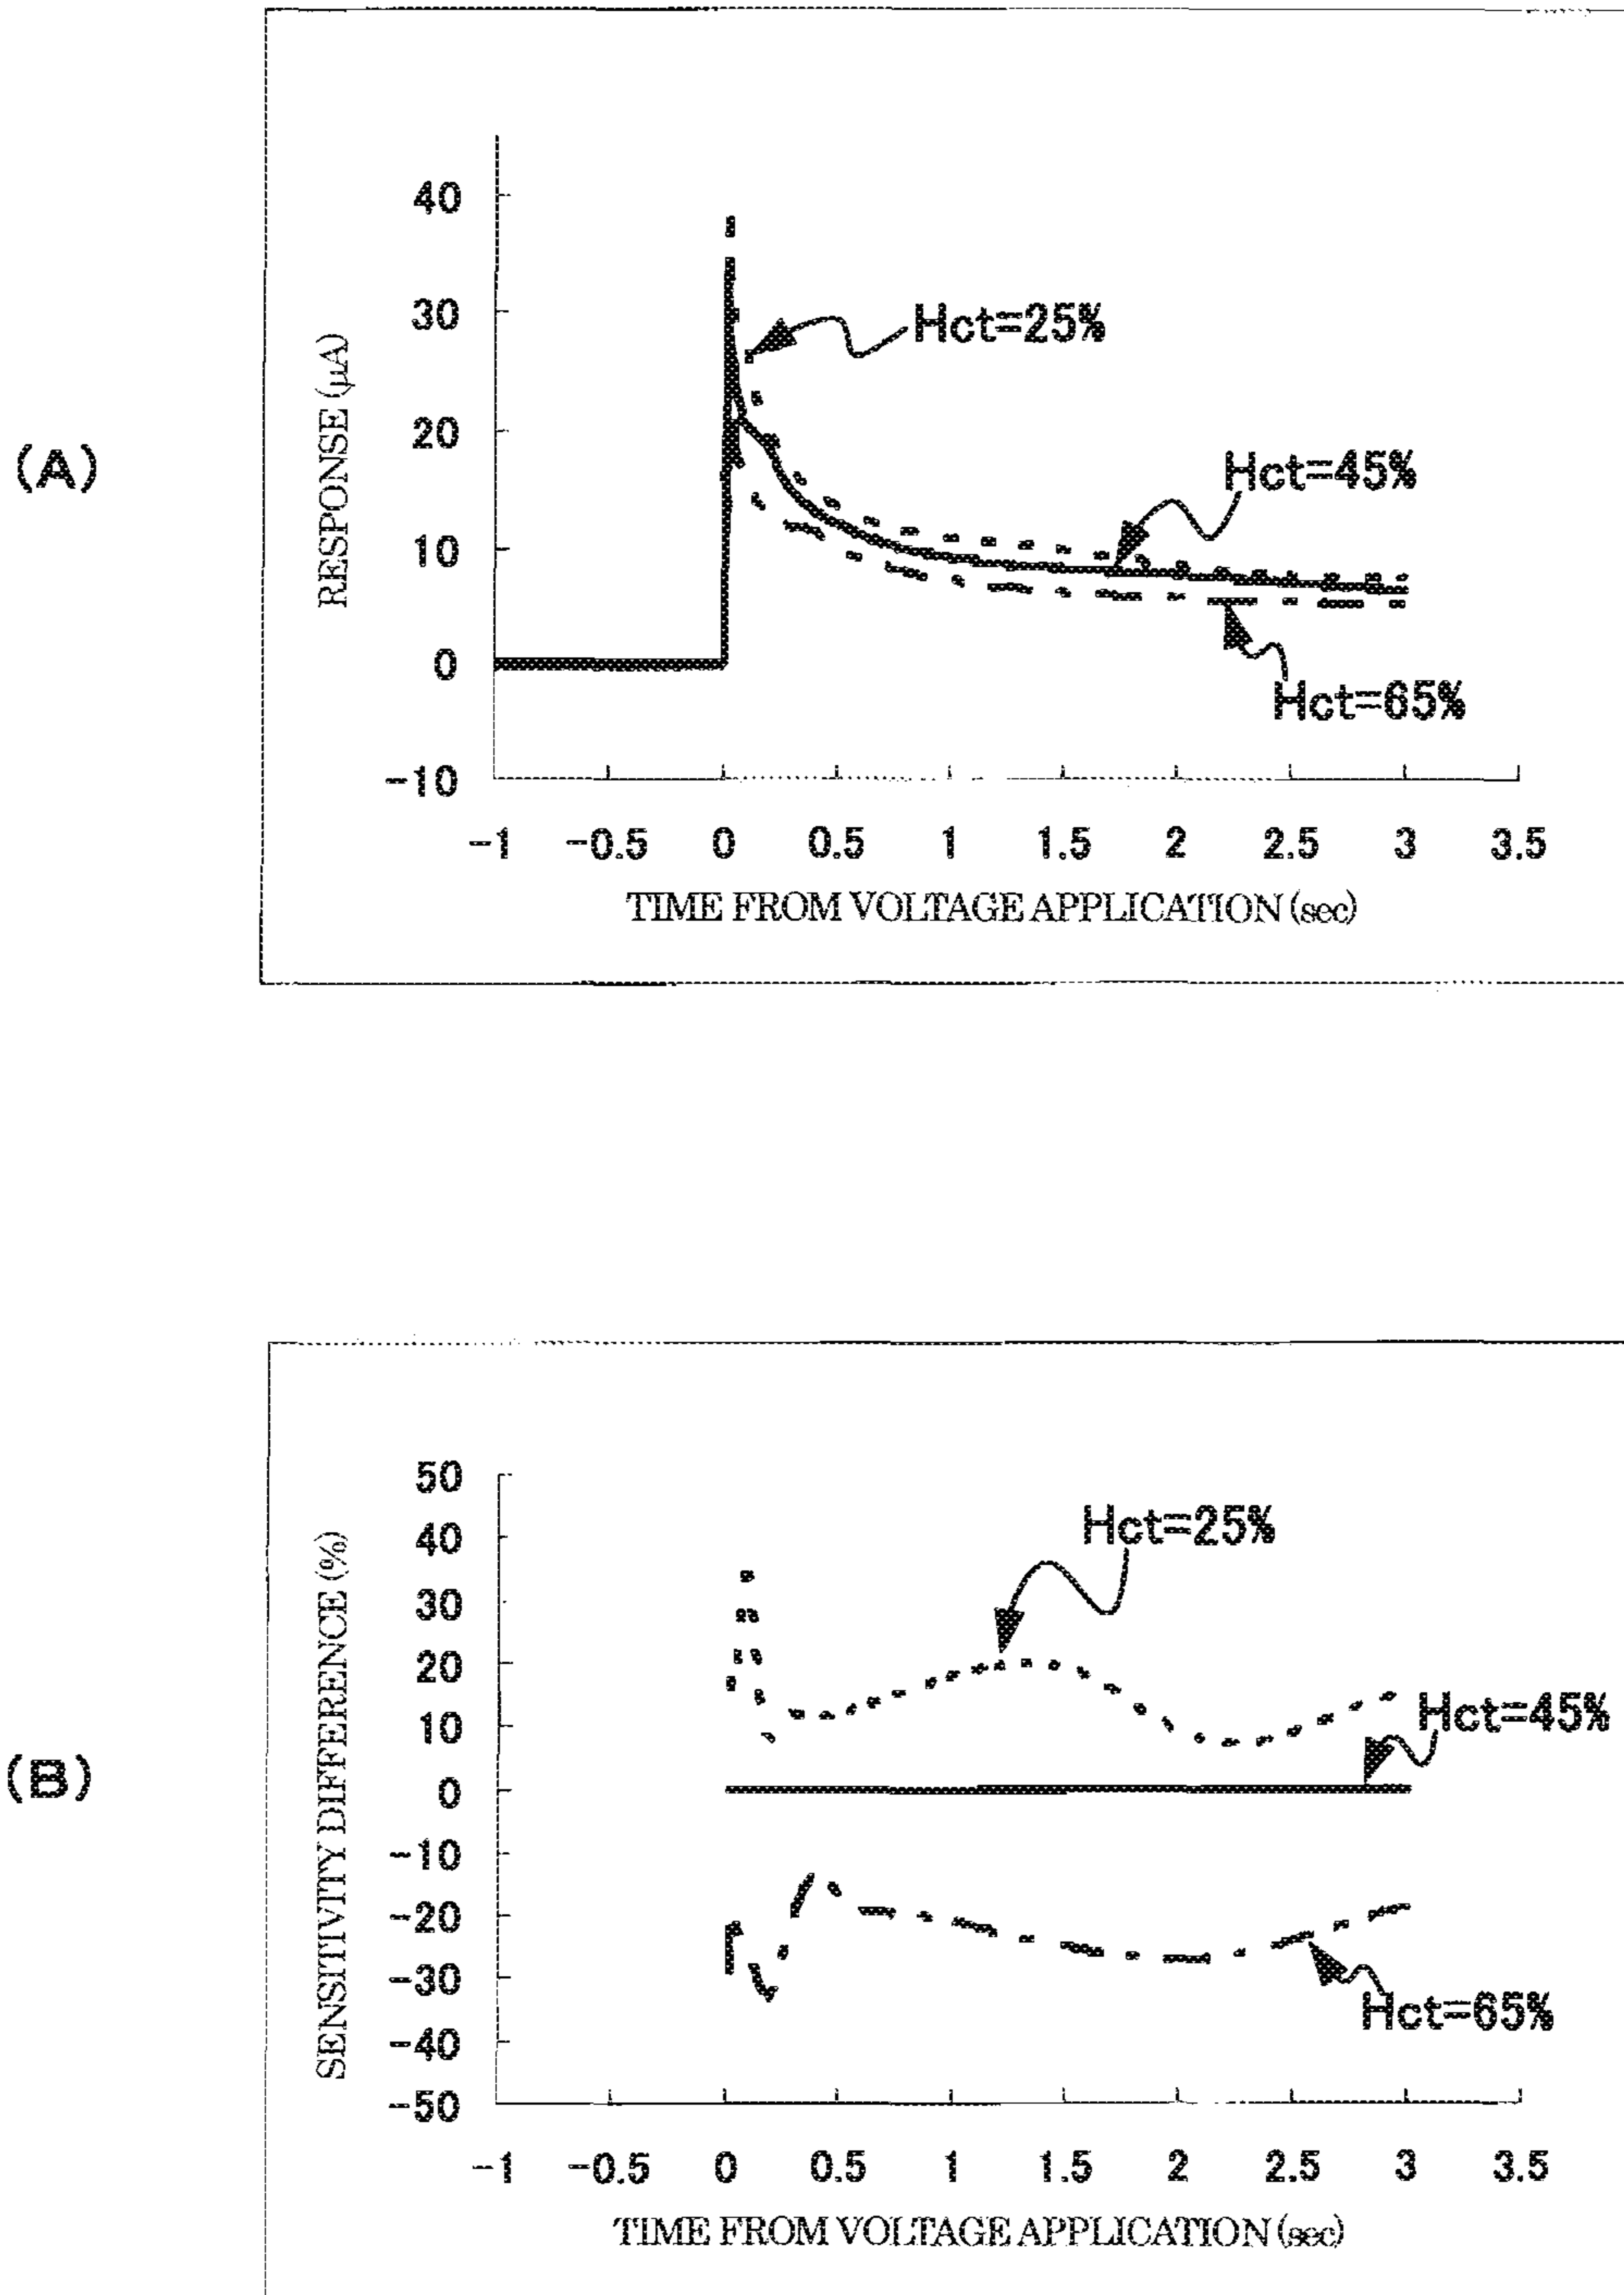 (A)
RESPONSE (μA)
40
30
20
10
0
-10
Hct=25%
Hct=45%
Hct=65%
-1 -0.5 0 0.5 1 1.5 2 2.5 3 3.5
TIME FROM VOLTAGE APPLICATION (sec)
(B)
SENSITIVITY DIFFERENCE (%)
50
40
30
20
10
0
-10
-20
-30
-40
-50
Hct=25%
Hct=45%
Hct=65%
-1 -0.5 0 0.5 1 1.5 2 2.5 3 3.5
TIME FROM VOLTAGE APPLICATION (sec)